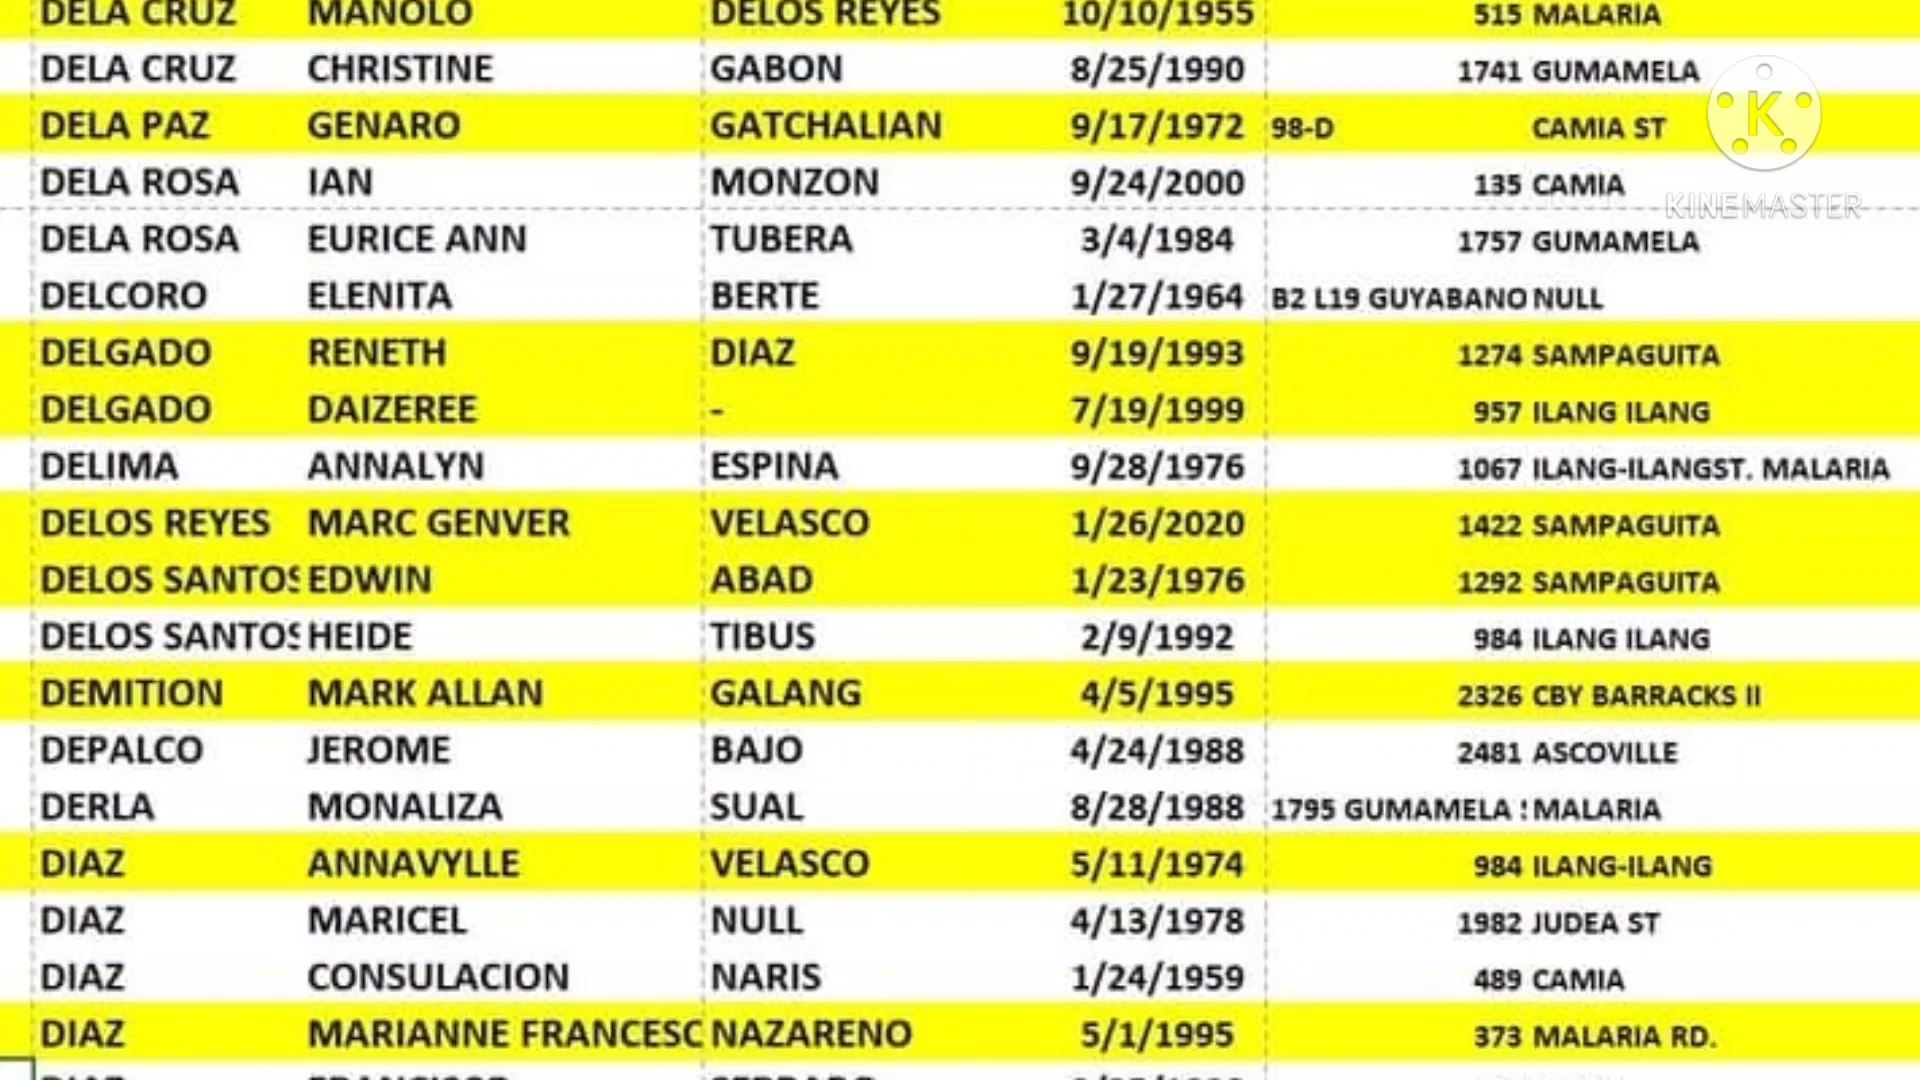 DELA CRUZ MANOLO DELOS REYES 10/10/1955 515 MALARIA
DELA CRUZ CHRISTINE GABON 8/25/1990 1741 GUMAMELA
DELA PAZ GENARO GATCHALIAN 9/17/1972 98-D CAMIA ST
DELA ROSA IAN MONZON 9/24/2000 135 CAMIA
K
KINEMASTER
DELA ROSA EURICE ANN TUBERA 3/4/1984 1757 GUMAMELA
DELCORO ELENITA BERTE 1/27/1964 B2 L19 GUYABANO NULL
DELGADO RENETH DIAZ 9/19/1993 1274 SAMPAGUITA
DELGADO DAIZEREE - 7/19/1999 957 ILANG ILANG
DELIMA ANNALYN ESPINA 9/28/1976 1067 ILANG-ILANGST. MALARIA
DELOS REYES MARC GENVER VELASCO 1/26/2020 1422 SAMPAGUITA
DELOS SANTOS EDWIN ABAD 1/23/1976 1292 SAMPAGUITA
DELOS SANTOS HEIDE TIBUS 2/9/1992 984 ILANG ILANG
DEMITION MARK ALLAN GALANG 4/5/1995 2326 CBY BARRACKS II
DEPALCO JEROME BAJO 4/24/1988 2481 ASCOVILLE
DERLA MONALIZA SUAL 8/28/1988 1795 GUMAMELA MALARIA
DIAZ ANNAVYLLE VELASCO 5/11/1974 984 ILANG-ILANG
DIAZ MARICEL NULL 4/13/1978 1982 JUDEA ST
DIAZ CONSULACION NARIS 1/24/1959 489 CAMIA
DIAZ MARIANNE FRANCESC NAZARENO 5/1/1995 373 MALARIA RD.